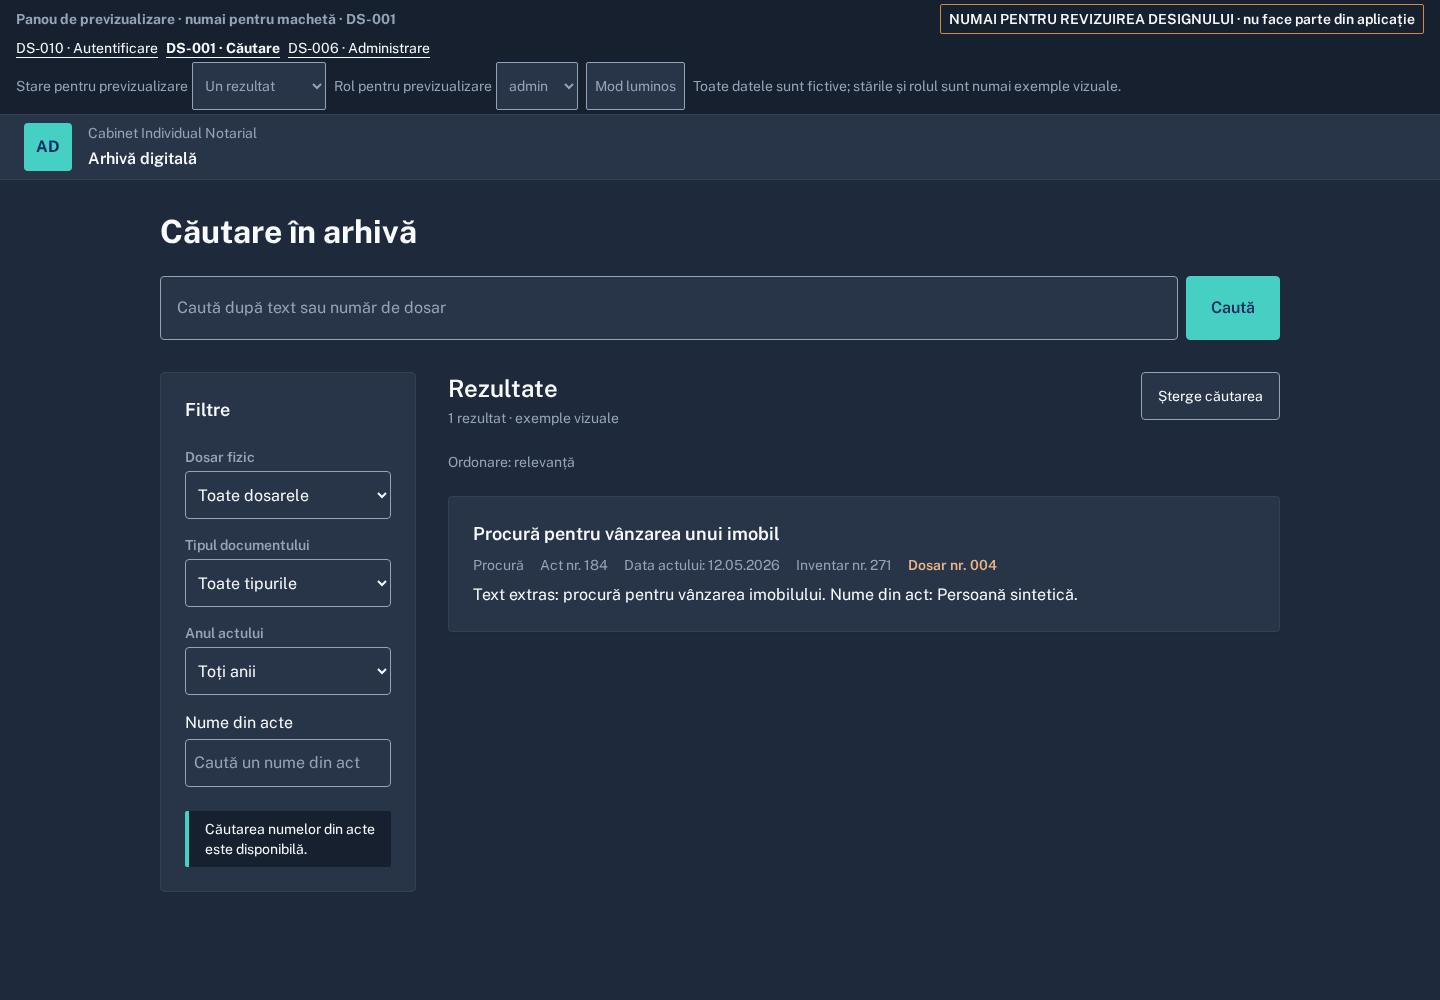 Panou de previzualizare · numai pentru machetă · DS-001
NUMAI PENTRU REVIZUIREA DESIGNULUI · nu face parte din aplicație
DS-010 · Autentificare DS-001 · Căutare DS-006 · Administrare
Stare pentru previzualizare Un rezultat Rol pentru previzualizare admin Mod luminos Toate datele sunt fictive; stările și rolul sunt numai exemple vizuale.
AD
Cabinet Individual Notarial
Arhivă digitală
Căutare în arhivă
Caută după text sau număr de dosar
Caută
Filtre
Dosar fizic
Toate dosarele
Tipul documentului
Toate tipurile
Anul actului
Toți anii
Nume din acte
Caută un nume din act
Căutarea numelor din acte
este disponibilă.
Rezultate
1 rezultat · exemple vizuale
Șterge căutarea
Ordonare: relevanță
Procură pentru vânzarea unui imobil
Procură Act nr. 184 Data actului: 12.05.2026 Inventar nr. 271 Dosar nr. 004
Text extras: procură pentru vânzarea imobilului. Nume din act: Persoană sintetică.